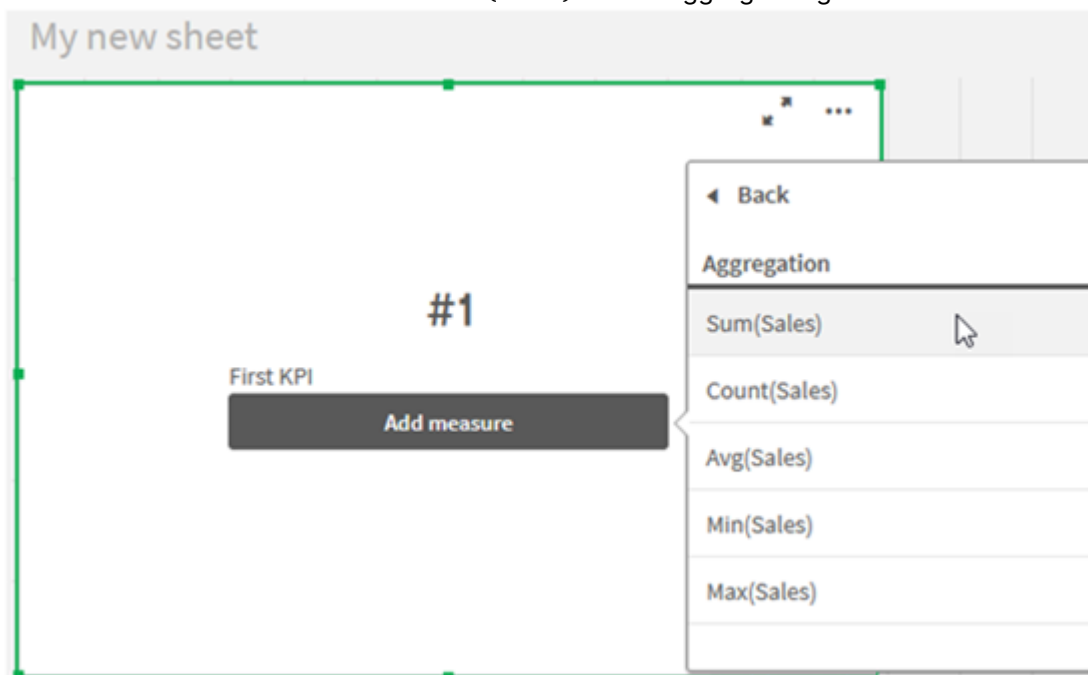 My new sheet
Back
Aggregation
#1
Sum(Sales)
First KPI
Count(Sales)
Add measure
Avg(Sales)
Min(Sales)
Max(Sales)